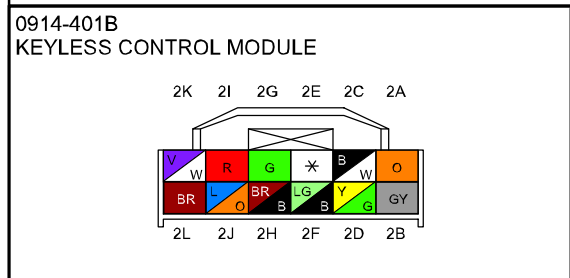 0914-401B
KEYLESS CONTROL MODULE
2K 2I 2G 2E 2C 2A
V W R G * B W O
BR L O BR B LG B Y G GY
2L 2J 2H 2F 2D 2B